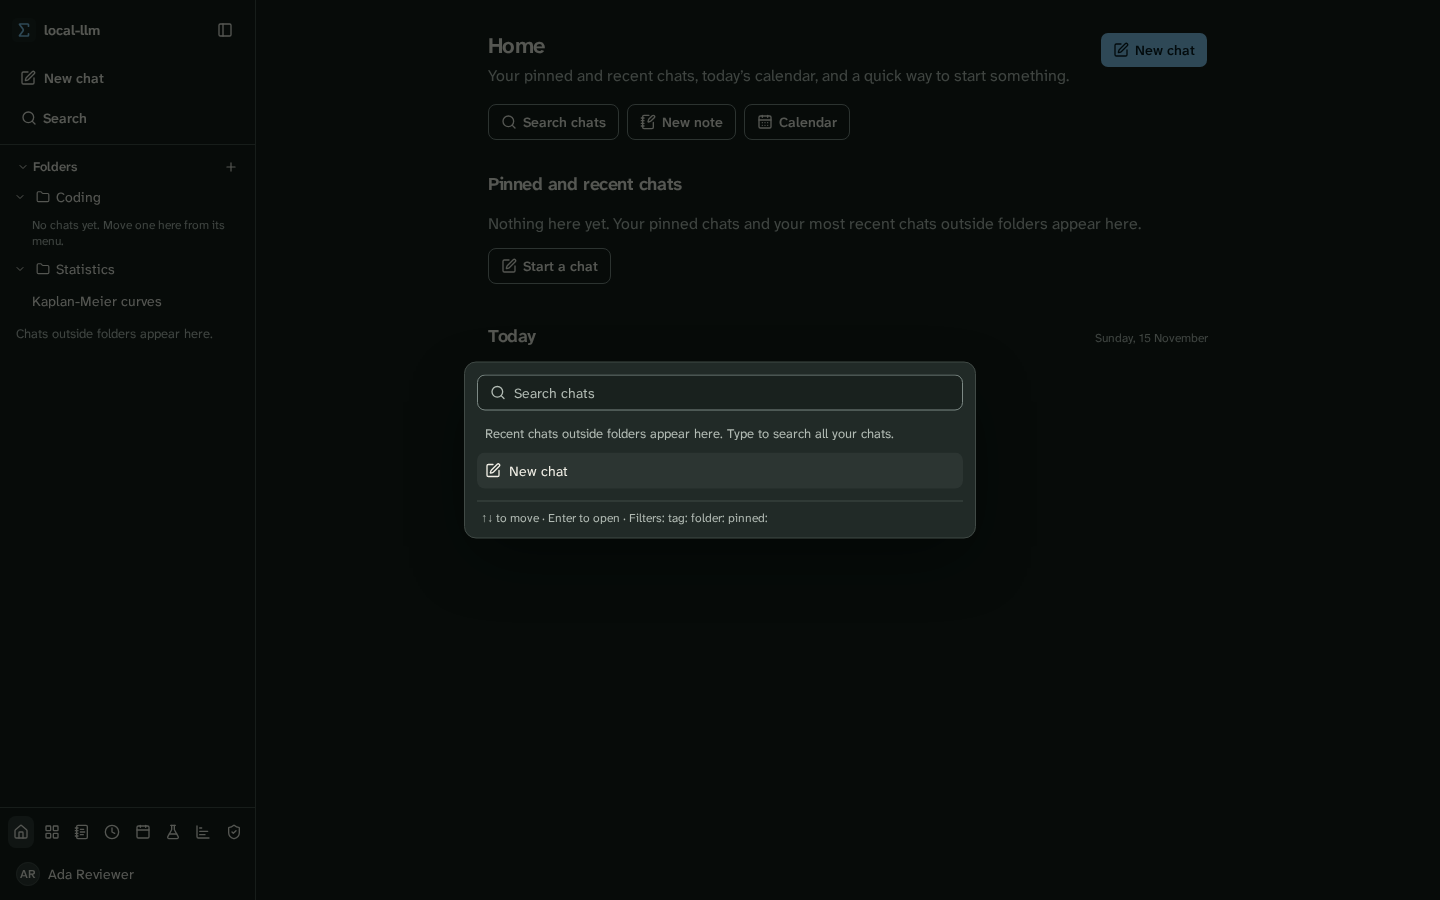 local-llm
New chat
Search
Folders
Coding
No chats yet. Move one here from its
menu.
Statistics
Kaplan-Meier curves
Chats outside folders appear here.
AR
Ada Reviewer
Home
New chat
Your pinned and recent chats, today's calendar, and a quick way to start something.
Search chats
New note
Calendar
Pinned and recent chats
Nothing here yet. Your pinned chats and your most recent chats outside folders appear here.
Start a chat
Today
Sunday, 15 November
Search chats
Recent chats outside folders appear here. Type to search all your chats.
New chat
↑↓ to move · Enter to open · Filters: tag: folder: pinned: